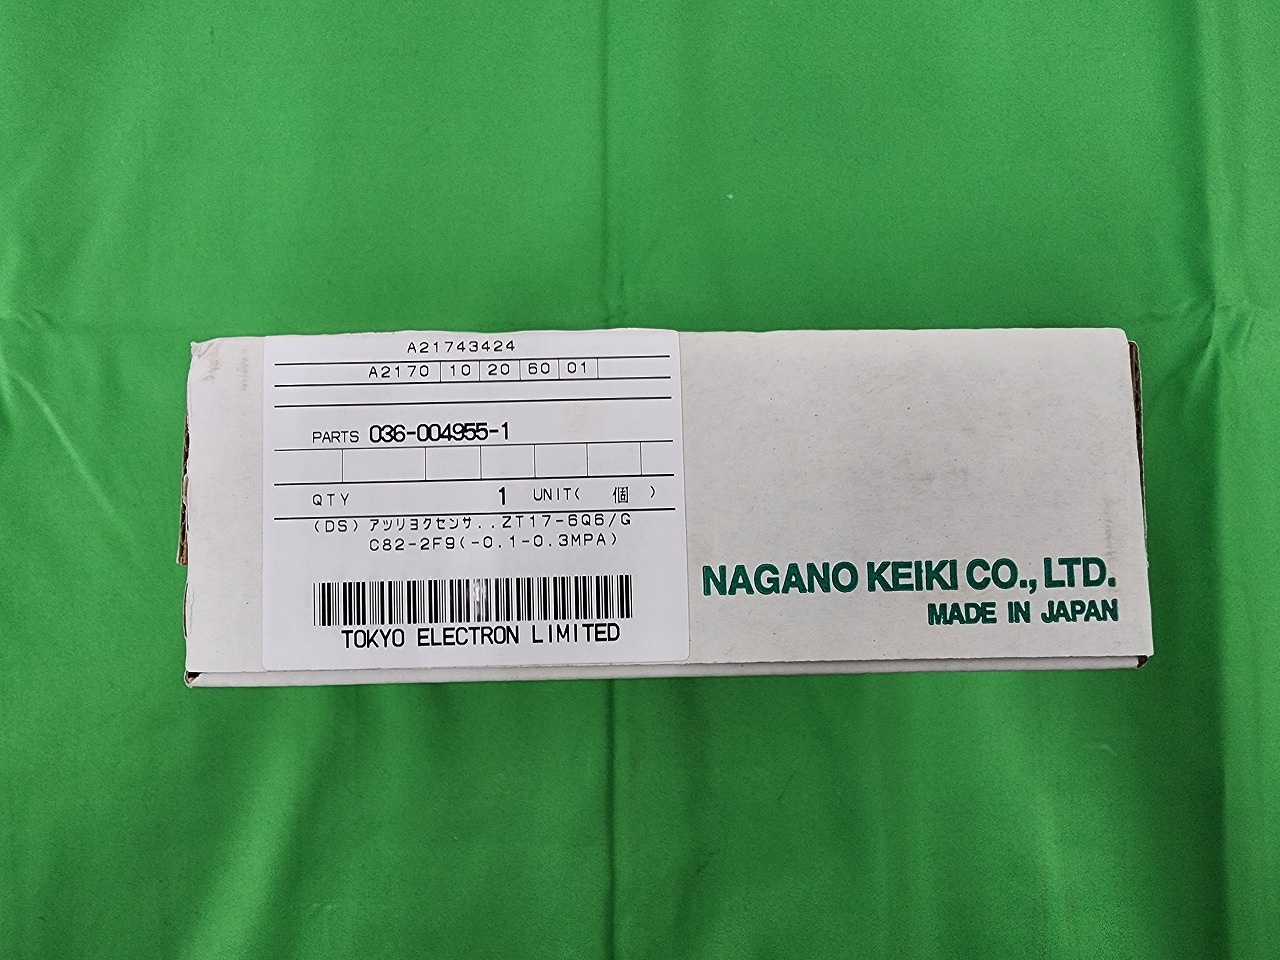 A21743424
A2170 10 20 60 01
PARTS 036-004955-1
QTY 1 UNIT( 個 )
(DS) アツリヨクセンサ..ZT17-6Q6/G
C82-2F9(-0.1-0.3MPA)
TOKYO ELECTRON LIMITED
NAGANO KEIKI CO., LTD.
MADE IN JAPAN